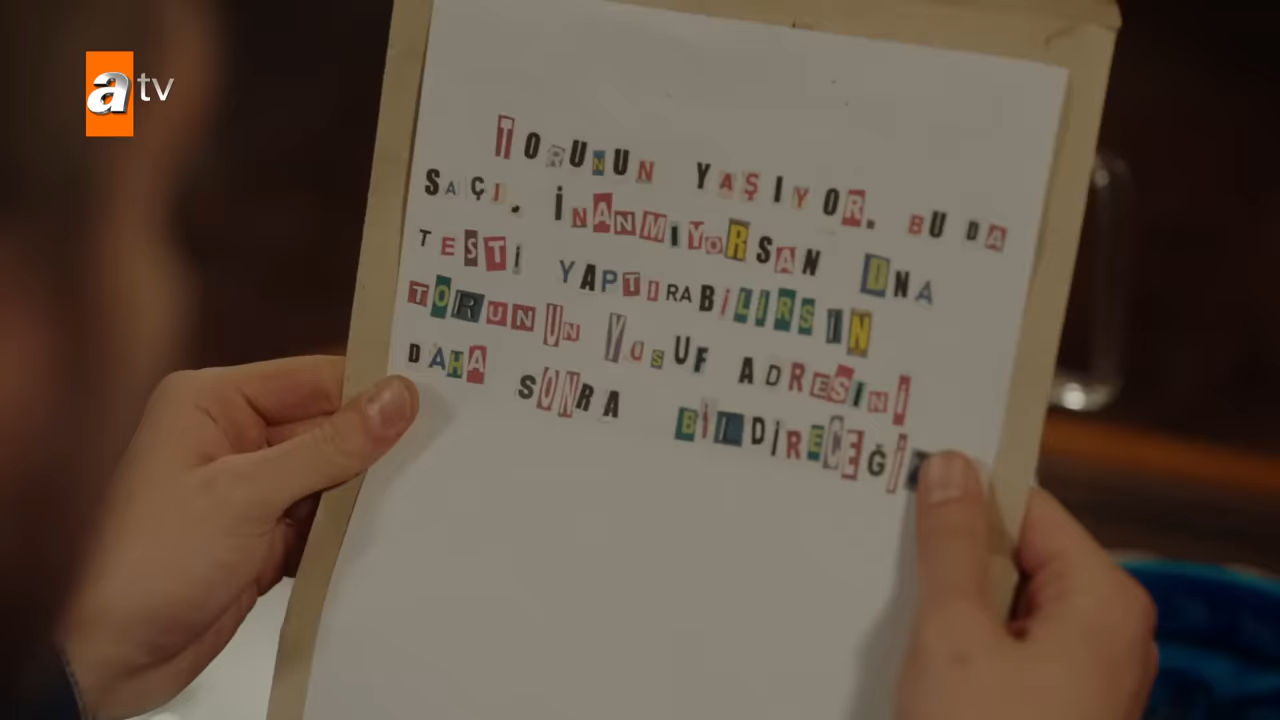 atv
TORUNUN YAŞIYOR. BU DA
SAÇI. İNANMIYORSAN DNA
TESTİ YAPTIRABİLİRSİN
TORUNUN YUSUF ADRESİNİ
DAHA SONRA BİLDİRECEĞİ